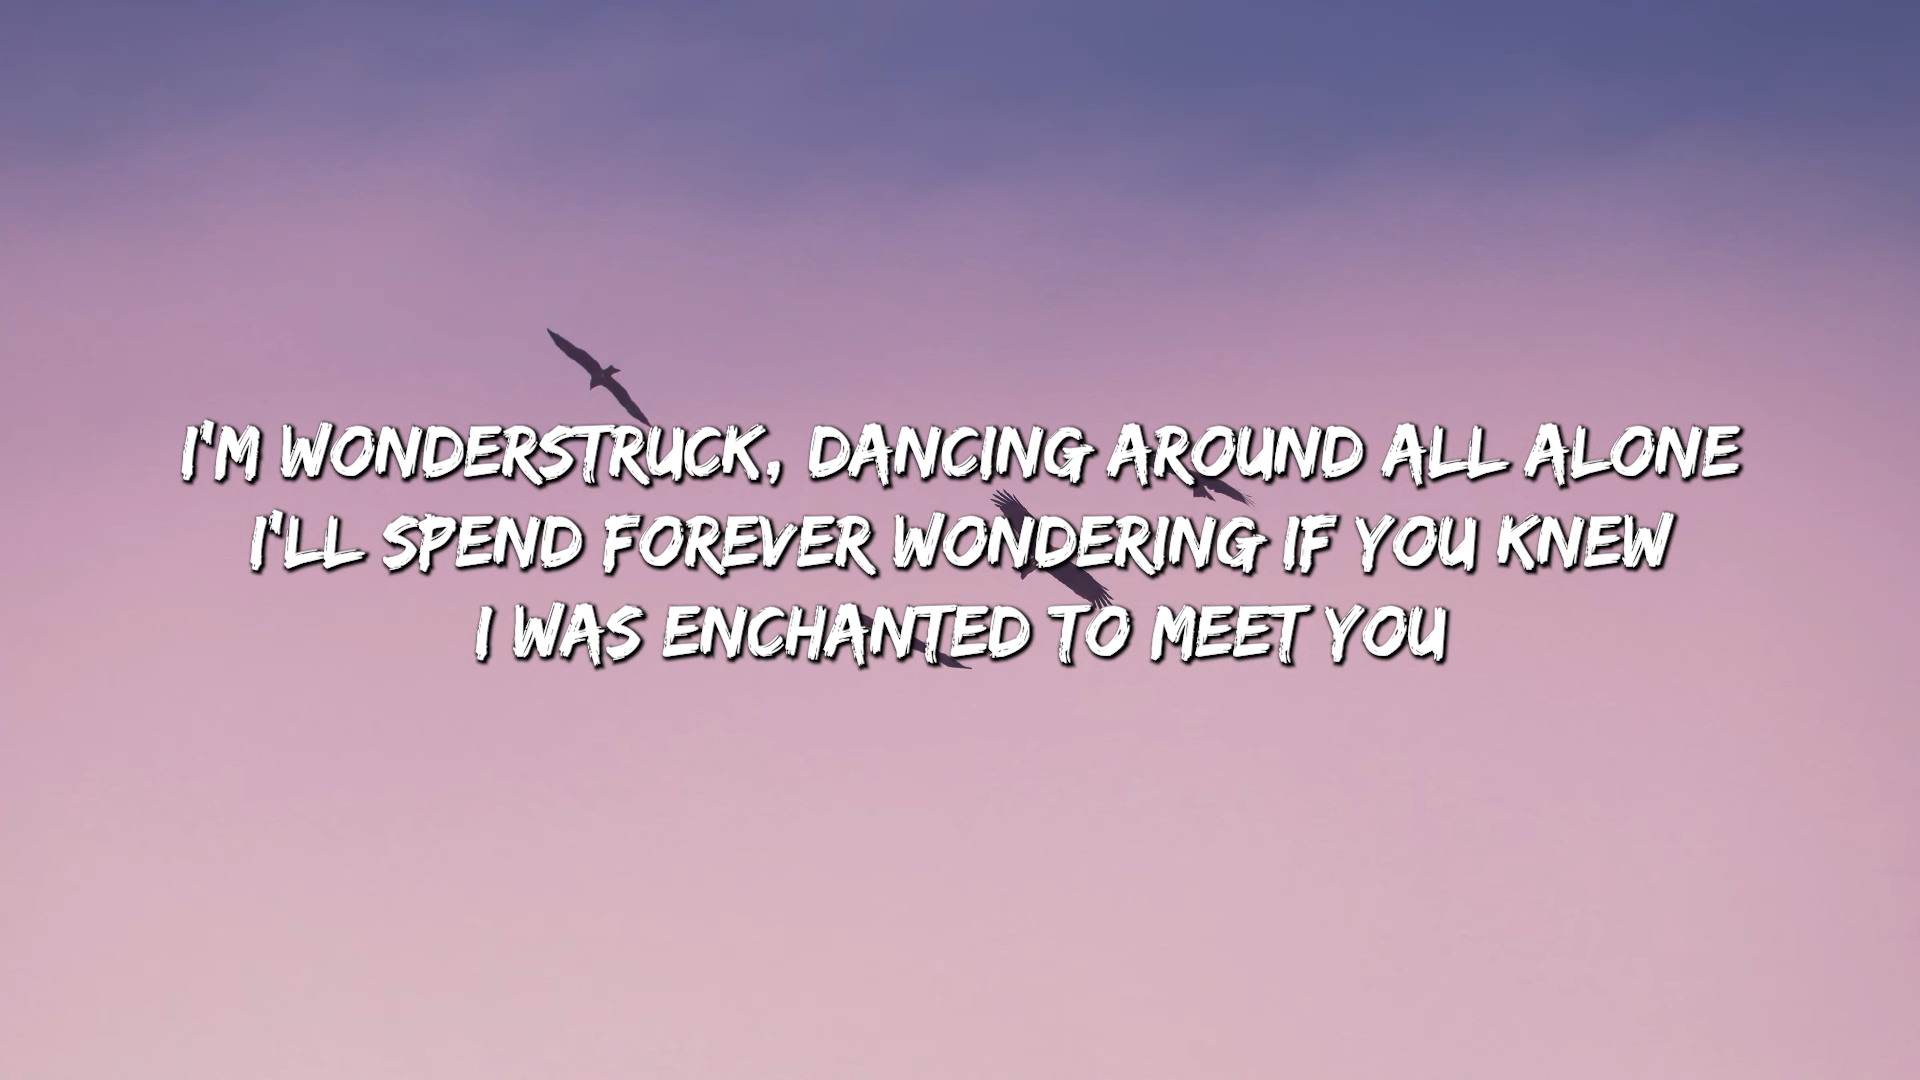 I'M WONDERSTRUCK, DANCING AROUND ALL ALONE
I'LL SPEND FOREVER WONDERING IF YOU KNEW
I WAS ENCHANTED TO MEET YOU